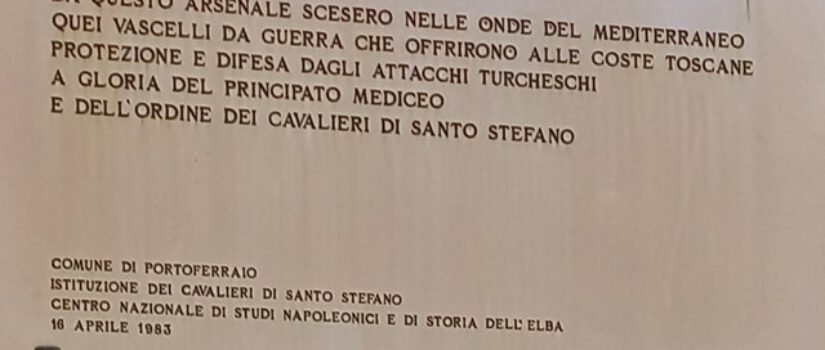 DA QUESTO ARSENALE SCESERO NELLE ONDE DEL MEDITERRANEO
QUEI VASCELLI DA GUERRA CHE OFFRIRONO ALLE COSTE TOSCANE
PROTEZIONE E DIFESA DAGLI ATTACCHI TURCHESCHI
A GLORIA DEL PRINCIPATO MEDICEO
E DELL'ORDINE DEI CAVALIERI DI SANTO STEFANO
COMUNE DI PORTOFERRAIO
ISTITUZIONE DEI CAVALIERI DI SANTO STEFANO
CENTRO NAZIONALE DI STUDI NAPOLEONICI E DI STORIA DELL'ELBA
16 APRILE 1983